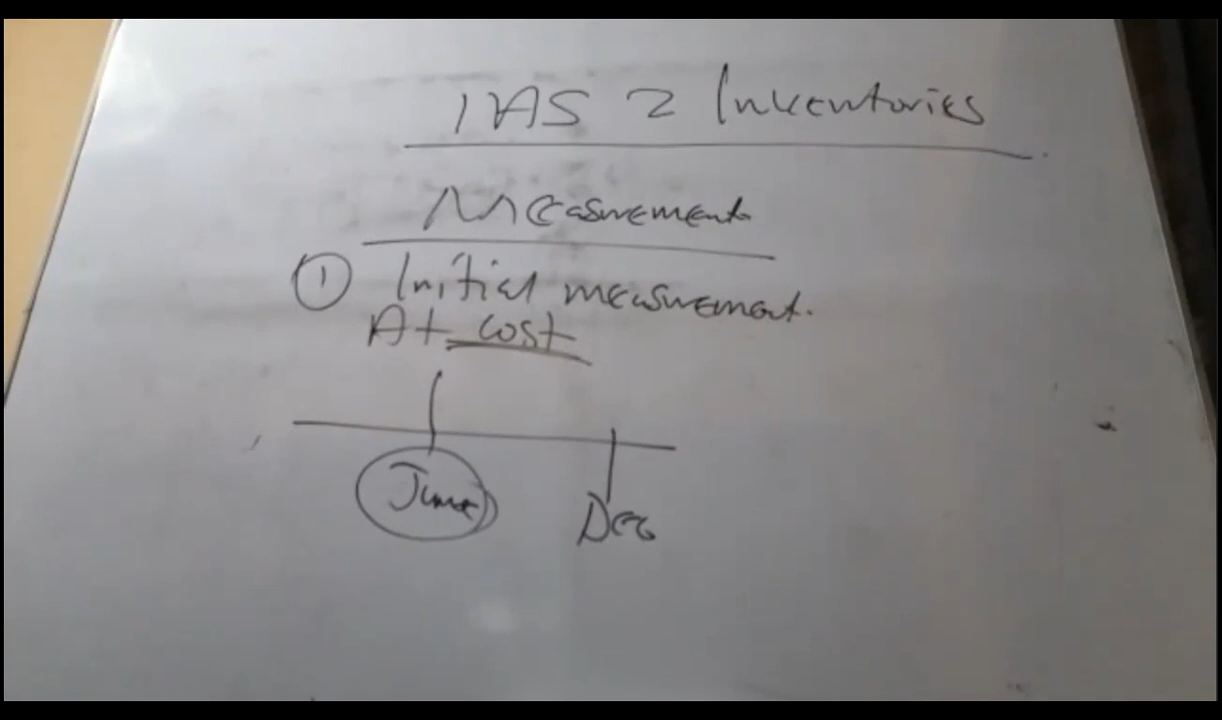 IAS 2 Inventories
Measurement
① Initial measurement.
At cost
June
Dec